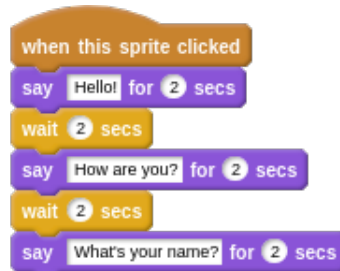 when this sprite clicked
say Hello! for 2 secs
wait 2 secs
say How are you? for 2 secs
wait 2 secs
say What's your name? for 2 secs